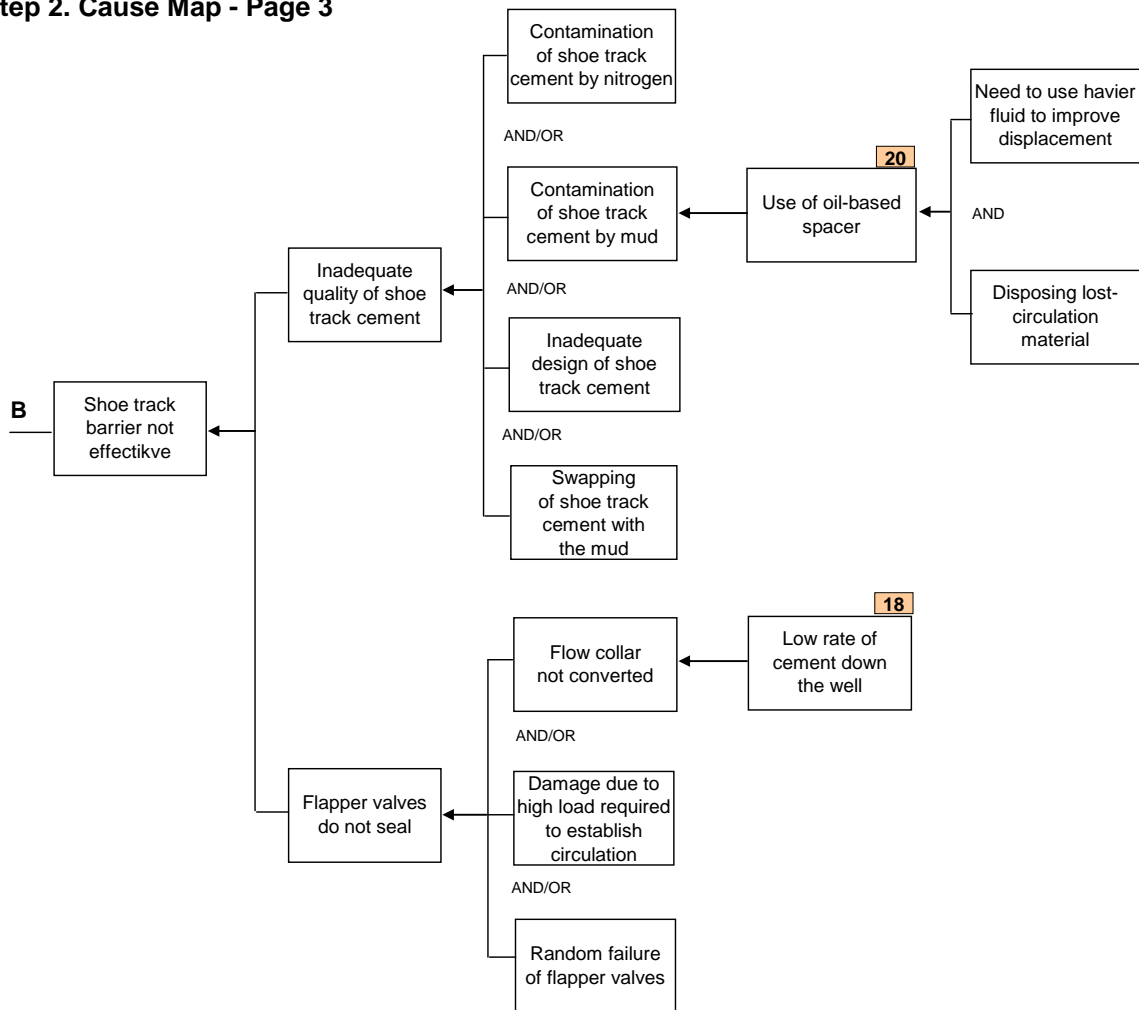 tep 2. Cause Map - Page 3
Contamination
of shoe track
cement by nitrogen
AND/OR
Contamination
of shoe track
cement by mud
AND/OR
Inadequate
design of shoe
track cement
AND/OR
Swapping
of shoe track
cement with
the mud
20
Use of oil-based
spacer
Need to use havier
fluid to improve
displacement
AND
Disposing lost-
circulation
material
Inadequate
quality of shoe
track cement
B
Shoe track
barrier not
effectikve
18
Low rate of
cement down
the well
Flow collar
not converted
AND/OR
Flapper valves
do not seal
Damage due to
high load required
to establish
circulation
AND/OR
Random failure
of flapper valves